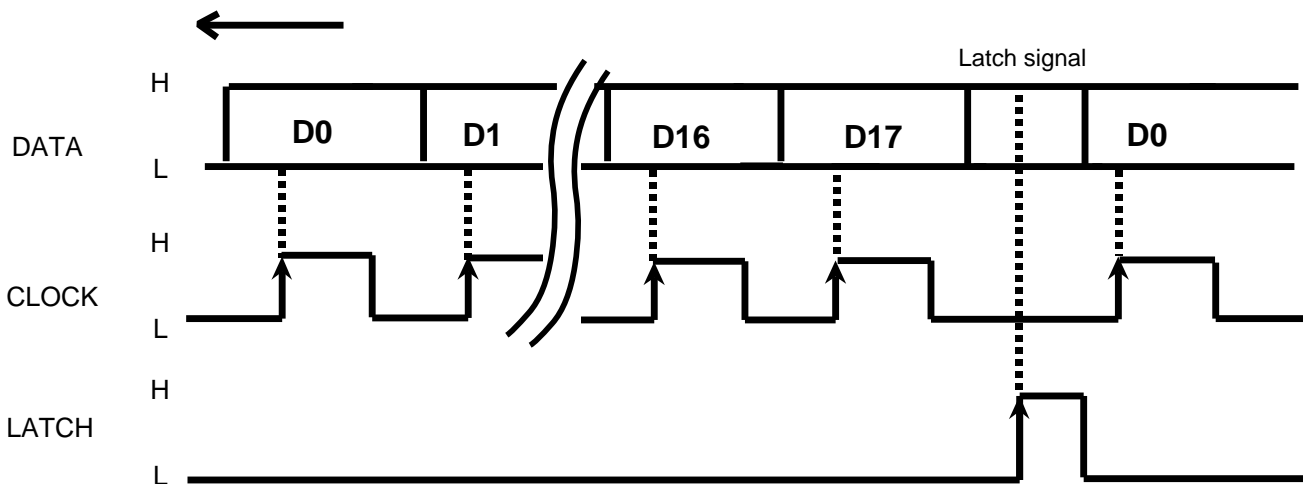 Latch signal
H
DATA
D0 D1 D16 D17 D0
L
H
CLOCK
L
H
LATCH
L